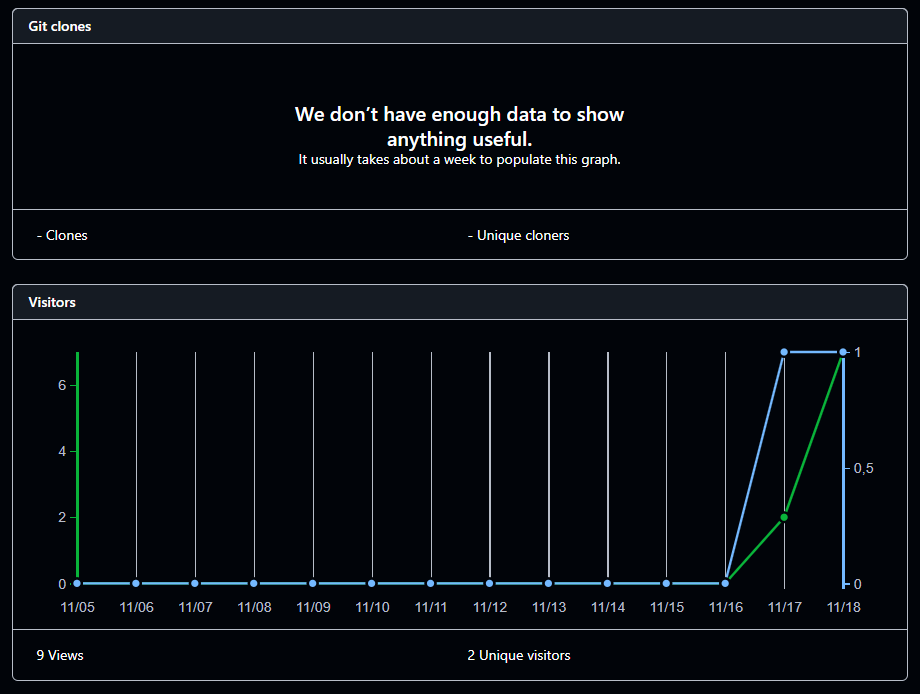 Git clones
We don’t have enough data to show
anything useful.
It usually takes about a week to populate this graph.
- Clones
- Unique cloners
Visitors
6
4
2
0
1
0,5
0
11/05 11/06 11/07 11/08 11/09 11/10 11/11 11/12 11/13 11/14 11/15 11/16 11/17 11/18
9 Views
2 Unique visitors